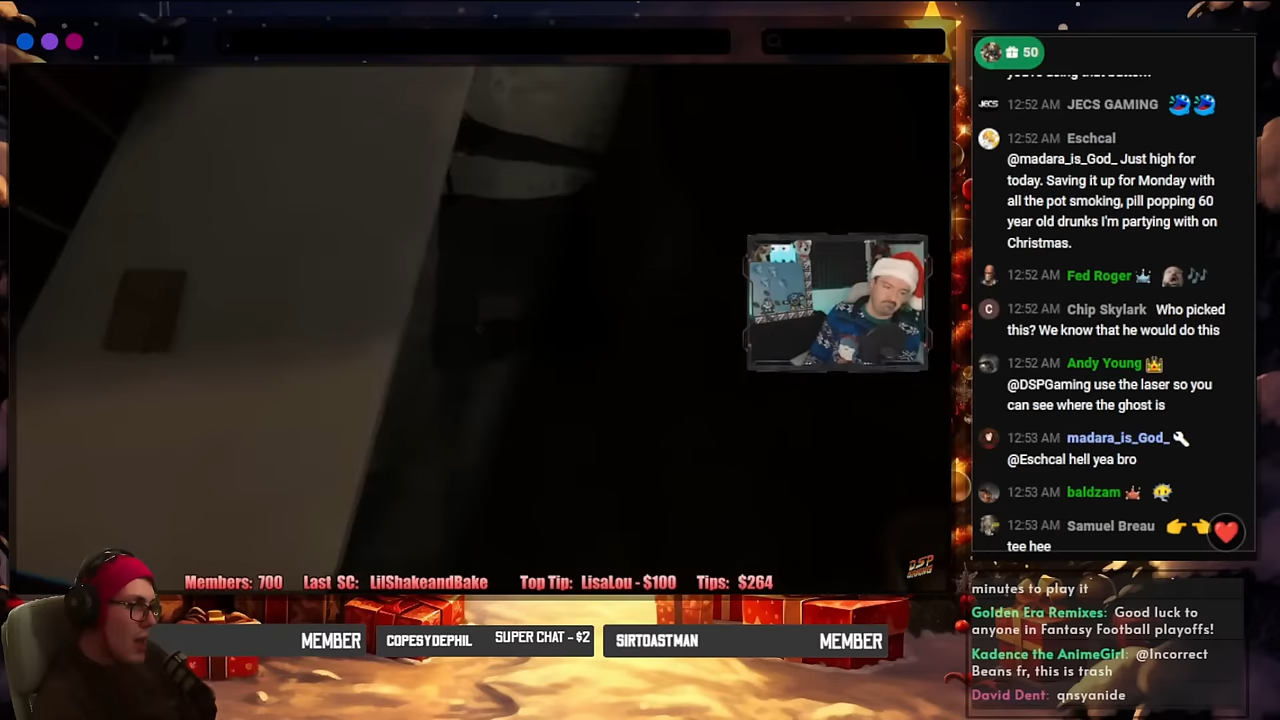 50
JECS
12:52 AM JECS GAMING
12:52 AM Eschcal
@madara_is_God_ Just high for
today. Saving it up for Monday with
all the pot smoking, pill popping 60
year old drunks I'm partying with on
Christmas.
12:52 AM Fed Roger
C 12:52 AM Chip Skylark Who picked
this? We know that he would do this
12:52 AM Andy Young
@DSPGaming use the laser so you
can see where the ghost is
12:53 AM madara_is_God_
@Eschcal hell yea bro
12:53 AM baldzam
12:53 AM Samuel Breau
tee hee
DSP
GAMING
Members: 700 Last SC: LilShakeandBake Top Tip: LisaLou - $100 Tips: $264
MEMBER COPESYDEPHIL SUPER CHAT - $2 SIRTOASTMAN MEMBER
minutes to play it
Golden Era Remixes: Good luck to
anyone in Fantasy Football playoffs!
Kadence the AnimeGirl: @Incorrect
Beans fr, this is trash
David Dent: qnsyanide